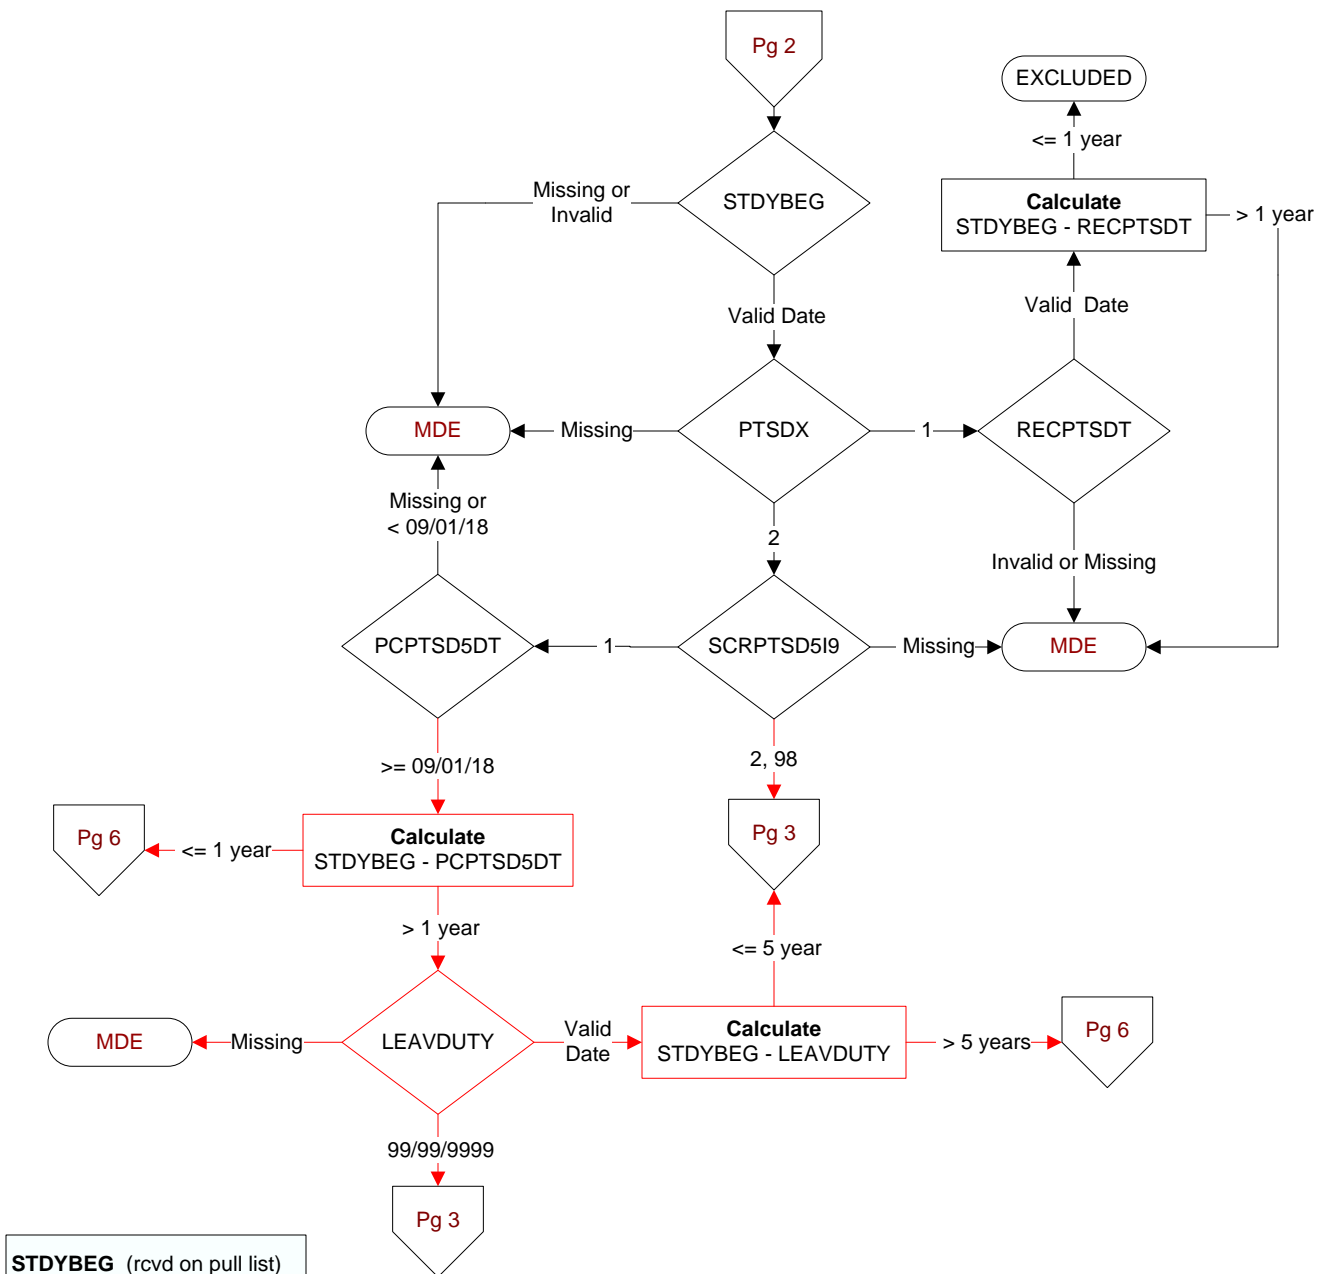 Pg 2
EXCLUDED
<= 1 year
Missing or
Invalid
STDYBEG
Calculate
STDYBEG - RECPTSDT
> 1 year
Valid Date
Valid Date
MDE
Missing
PTSDX
1
RECPTSDT
Missing or
< 09/01/18
2
Invalid or Missing
PCPTSD5DT
1
SCRPTSD5I9
Missing
MDE
>= 09/01/18
2, 98
Pg 6
<= 1 year
Calculate
STDYBEG - PCPTSD5DT
Pg 3
> 1 year
<= 5 year
MDE
Missing
LEAVDUTY
Valid
Date
Calculate
STDYBEG - LEAVDUTY
> 5 years
Pg 6
99/99/9999
Pg 3
STDYBEG (rcvd on pull list)